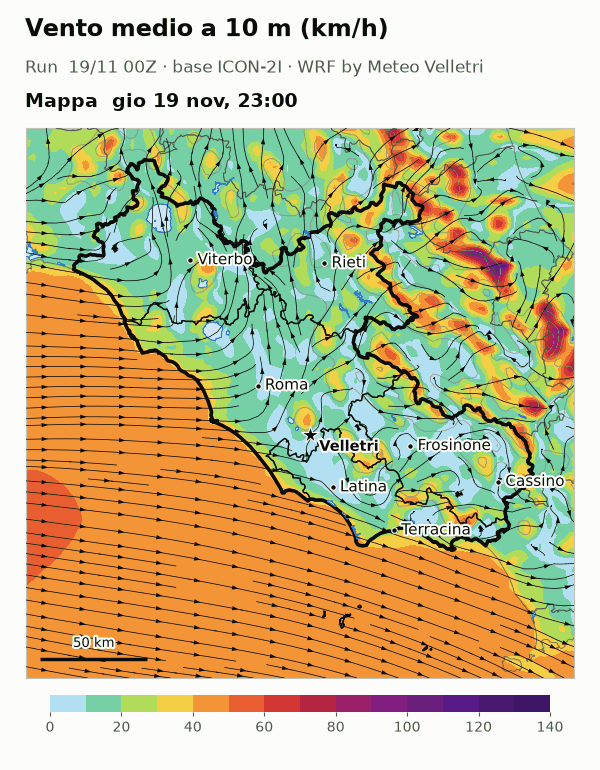 Vento medio a 10 m (km/h)
Run  19/11 00Z · base ICON-2I · WRF by Meteo Velletri
Mappa  gio 19 nov, 23:00
Viterbo
Rieti
Roma
Velletri
Frosinone
Cassino
Latina
Terracina
50 km
0 20 40 60 80 100 120 140